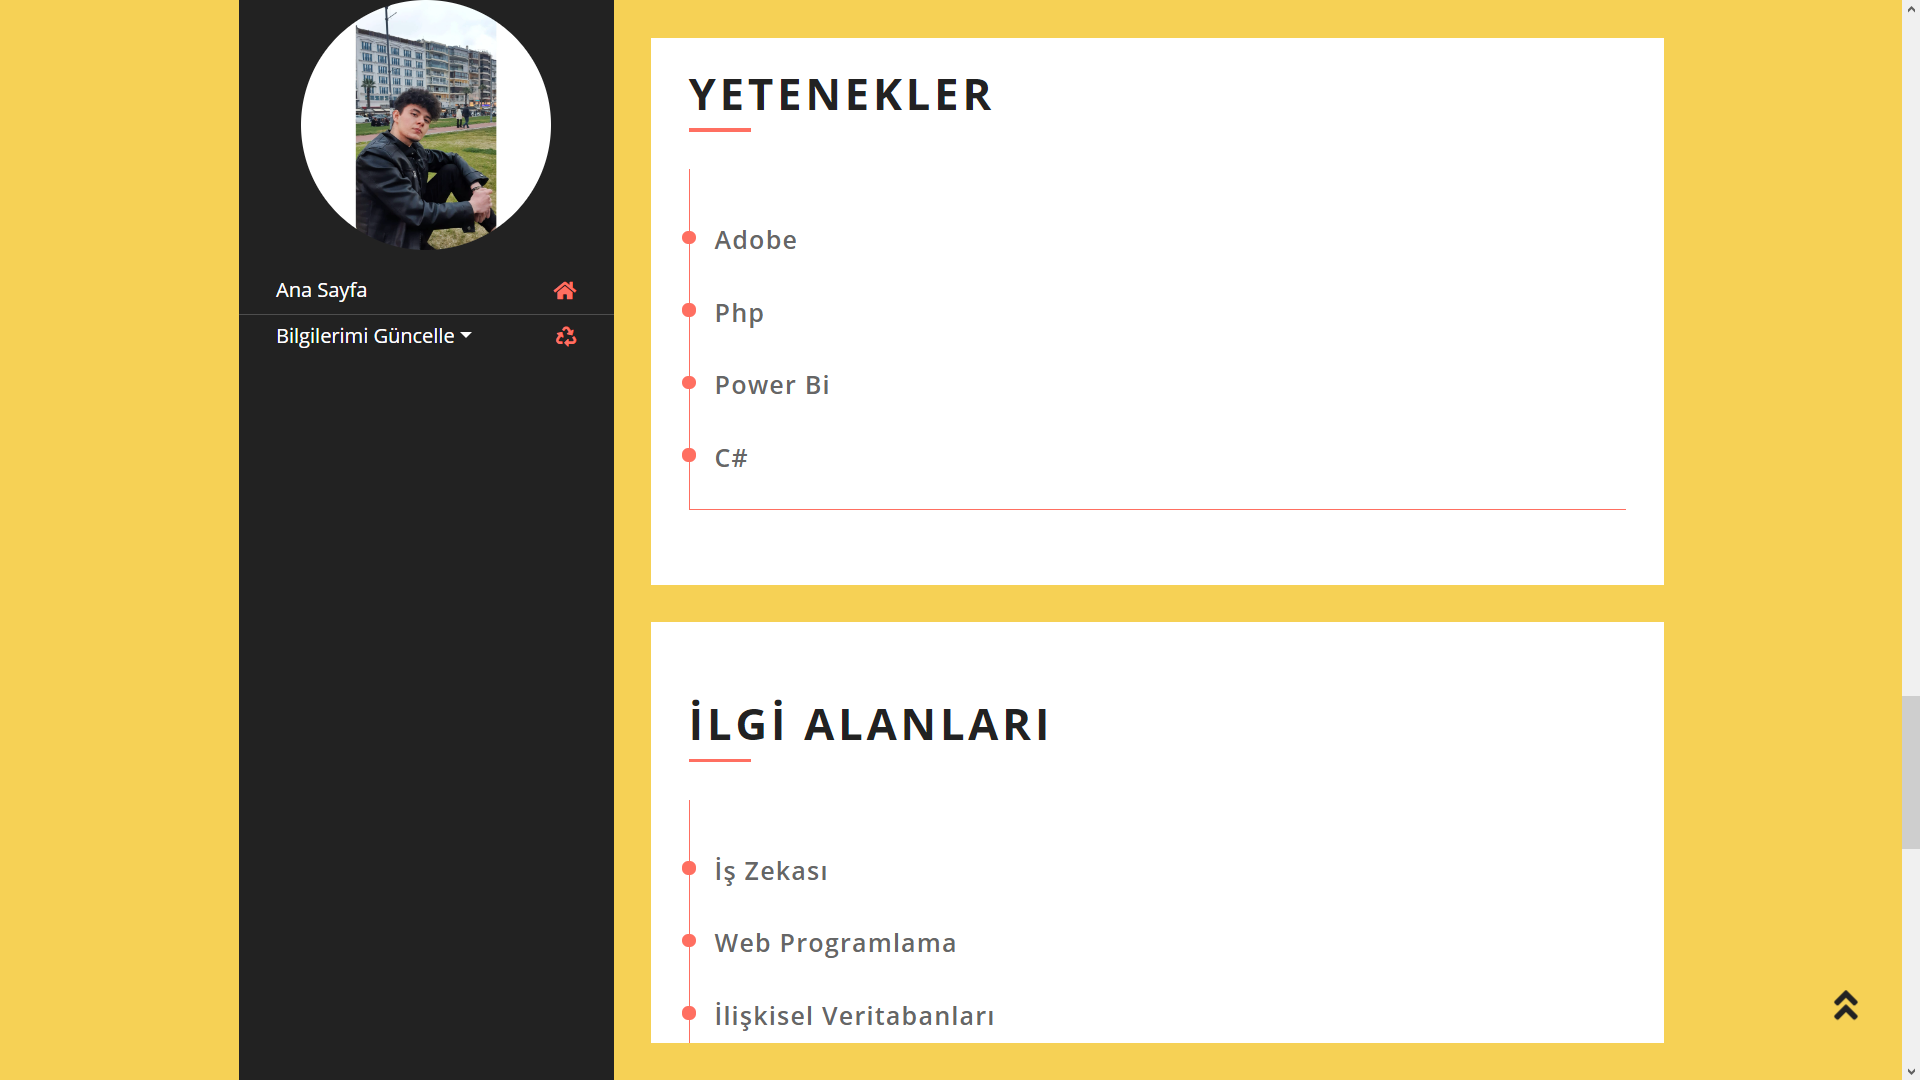 Ana Sayfa
Bilgilerimi Güncelle
YETENEKLER
Adobe
Php
Power Bi
C#
İLGİ ALANLARI
İş Zekası
Web Programlama
İlişkisel Veritabanları